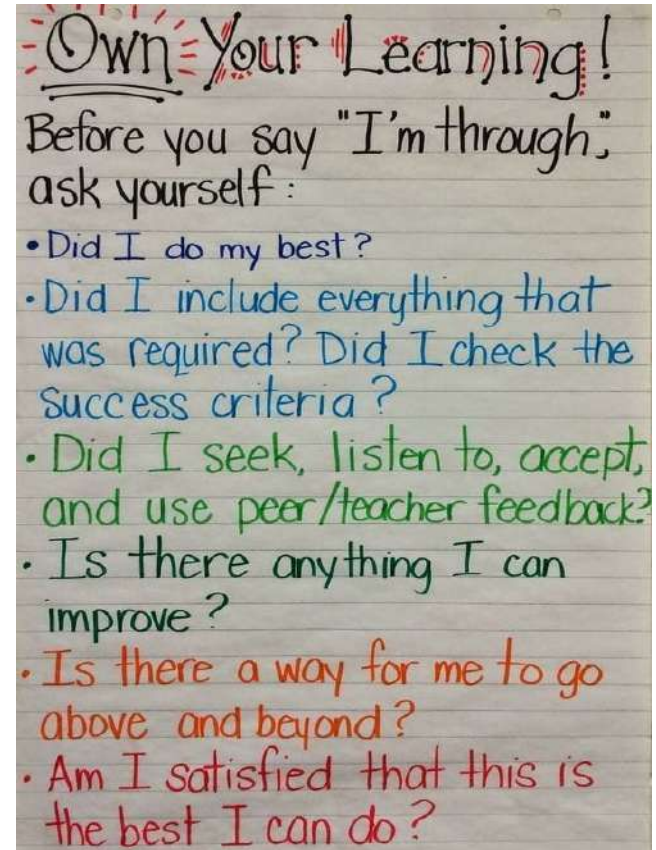 Own Your Learning!
Before you say "I'm through,"
ask yourself:
• Did I do my best?
• Did I include everything that
was required? Did I check the
success criteria?
• Did I seek, listen to, accept,
and use peer/teacher feedback?
• Is there anything I can
improve?
• Is there a way for me to go
above and beyond?
• Am I satisfied that this is
the best I can do?